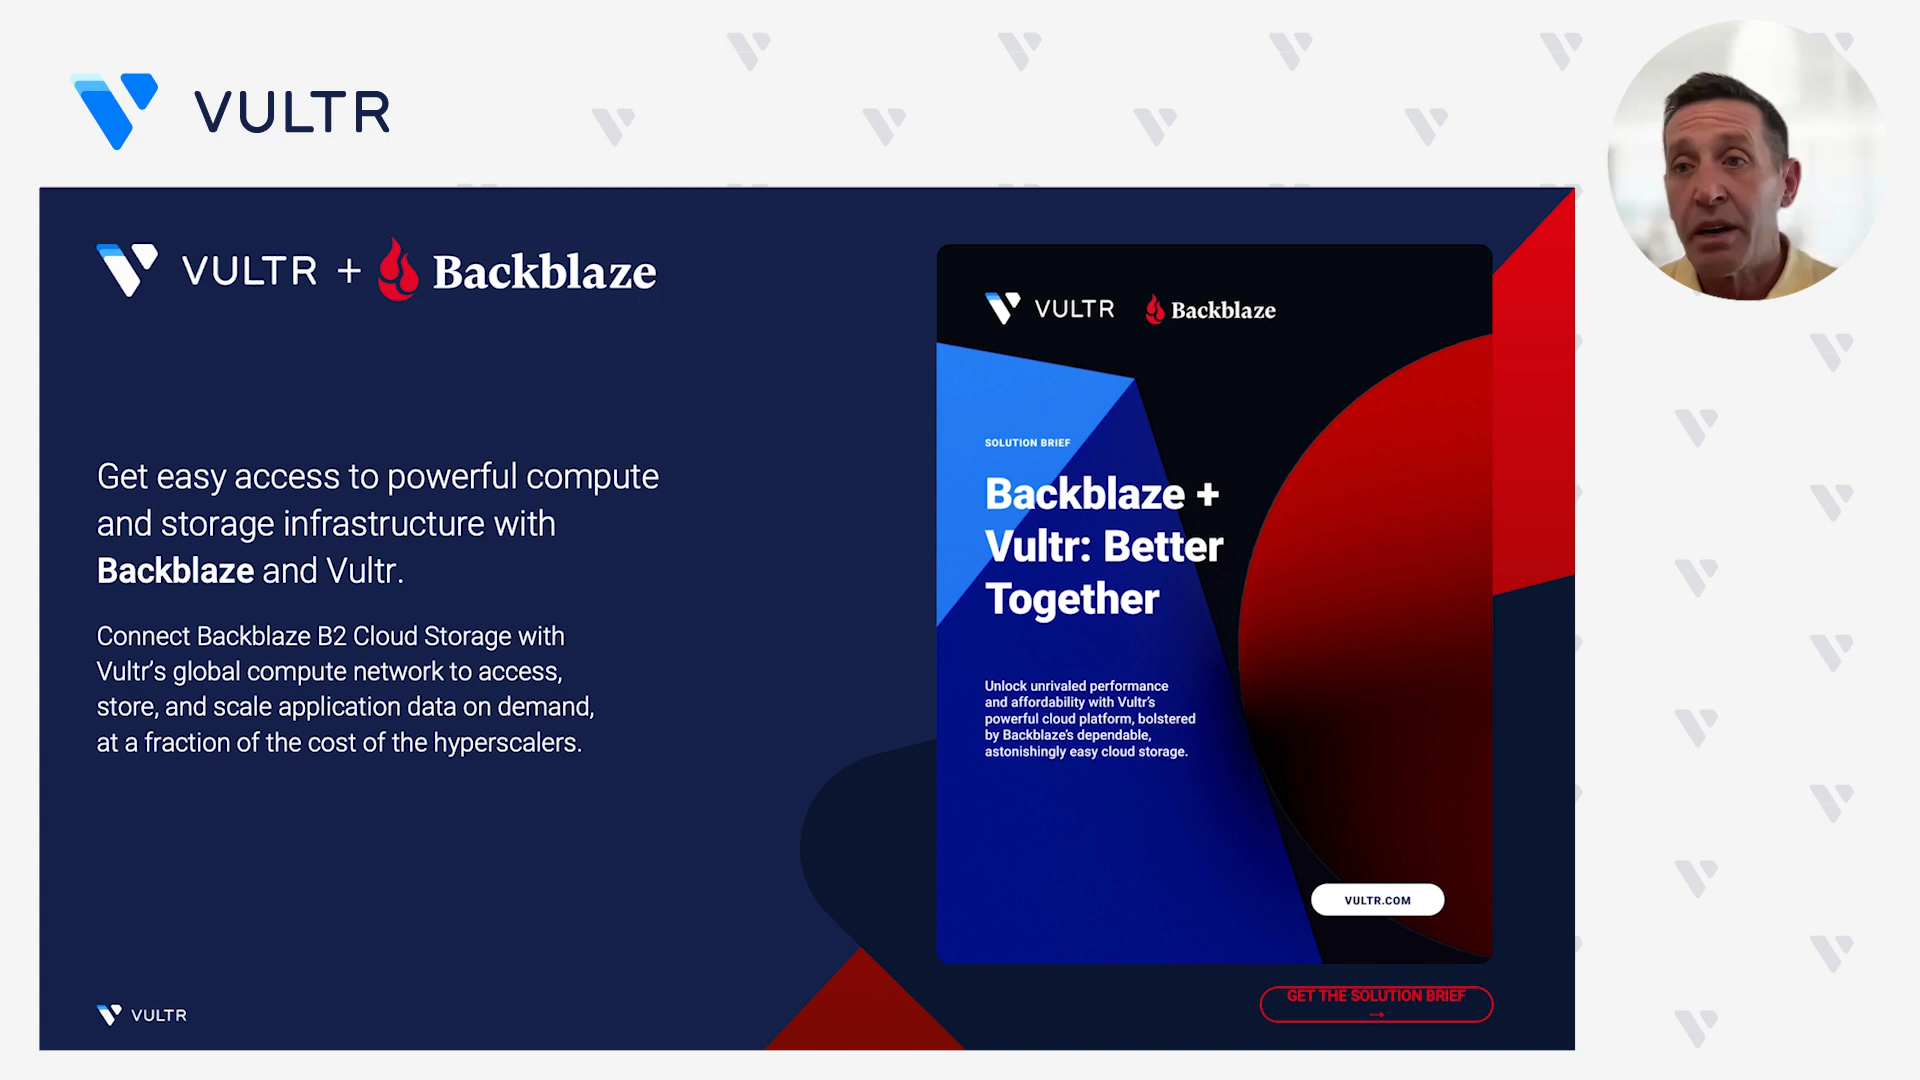 VULTR
VULTR + Backblaze
Get easy access to powerful compute
and storage infrastructure with
Backblaze and Vultr.
Connect Backblaze B2 Cloud Storage with
Vultr’s global compute network to access,
store, and scale application data on demand,
at a fraction of the cost of the hyperscalers.
VULTR
VULTR Backblaze
SOLUTION BRIEF
Backblaze +
Vultr: Better
Together
Unlock unrivaled performance
and affordability with Vultr’s
powerful cloud platform, bolstered
by Backblaze’s dependable,
astonishingly easy cloud storage.
VULTR.COM
GET THE SOLUTION BRIEF
→